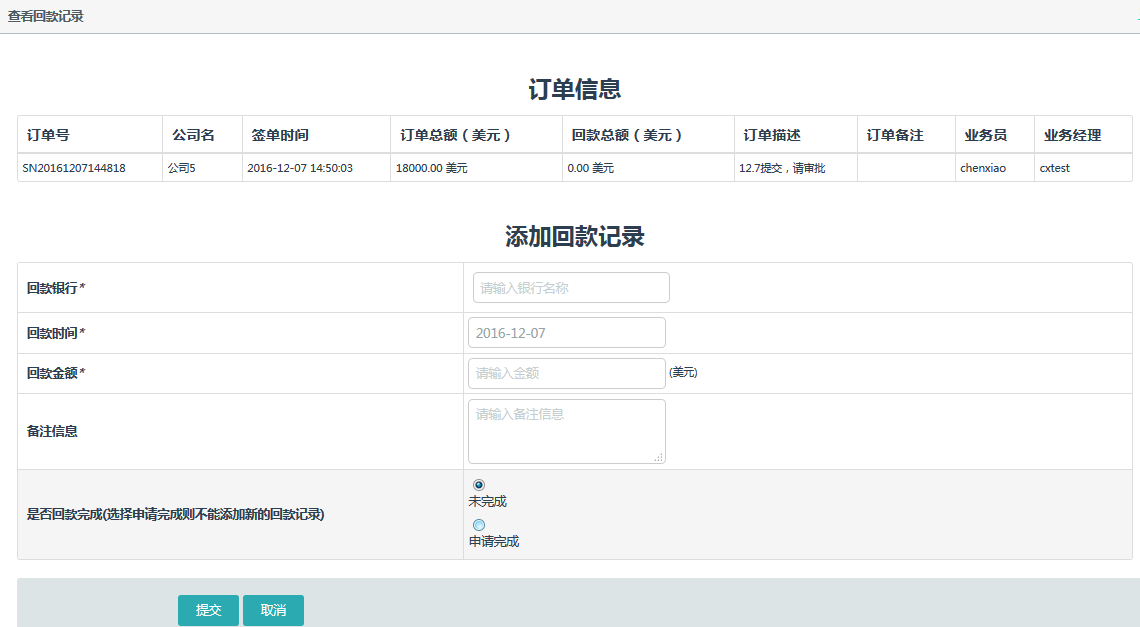 查看回款记录
订单信息
订单号 公司名 签单时间 订单总额（美元） 回款总额（美元） 订单描述 订单备注 业务员 业务经理
SN20161207144818 公司5 2016-12-07 14:50:03 18000.00 美元 0.00 美元 12.7提交，请审批 chenxiao cxtest
添加回款记录
回款银行* 请输入银行名称
回款时间* 2016-12-07
回款金额* 请输入金额 (美元)
备注信息 请输入备注信息
是否回款完成(选择申请完成则不能添加新的回款记录) 未完成
申请完成
提交 取消